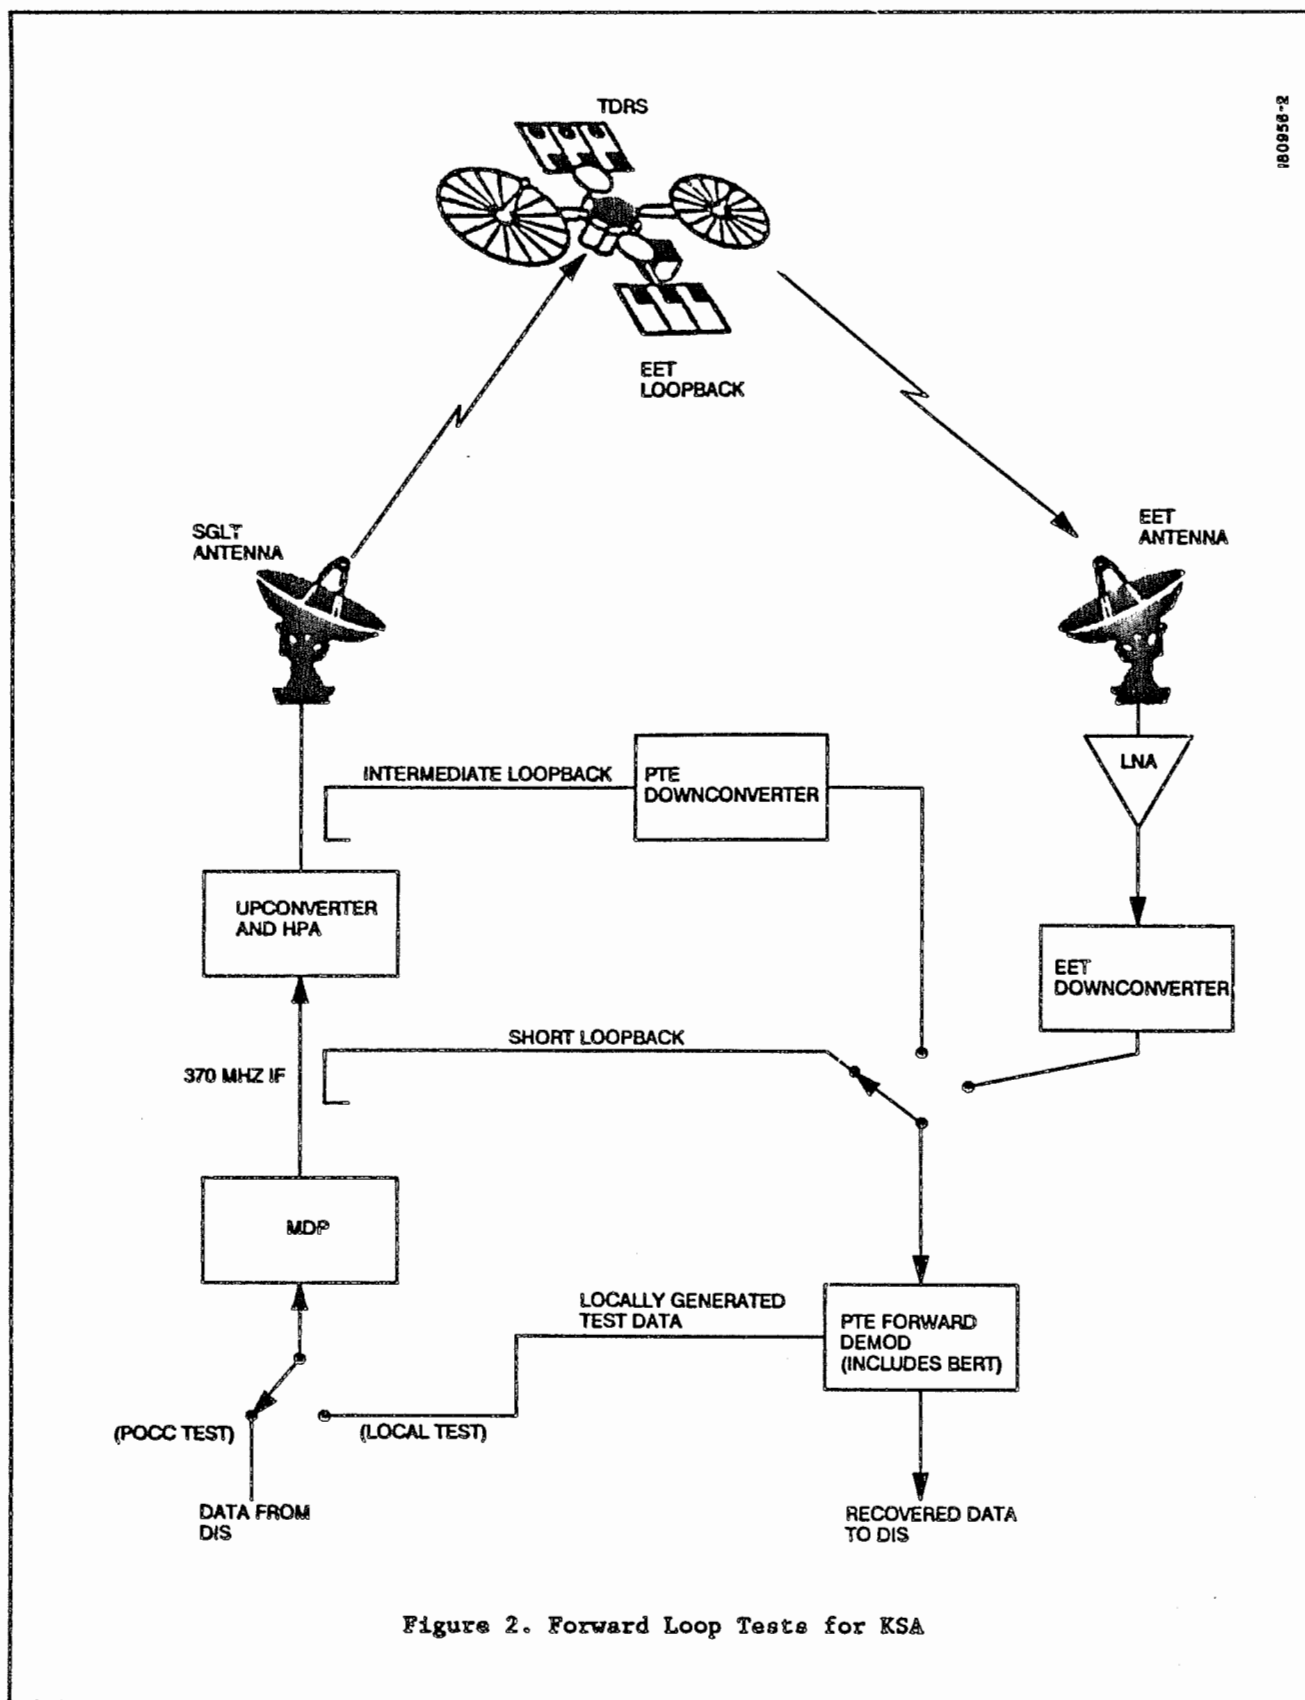 TDRS
180956-2
EET
LOOPBACK
SGLT
ANTENNA
EET
ANTENNA
INTERMEDIATE LOOPBACK
PTE
DOWNCONVERTER
LNA
UPCONVERTER
AND HPA
EET
DOWNCONVERTER
SHORT LOOPBACK
370 MHZ IF
MDP
LOCALLY GENERATED
TEST DATA
PTE FORWARD
DEMOD
(INCLUDES BERT)
(POCC TEST)
(LOCAL TEST)
DATA FROM
DIS
RECOVERED DATA
TO DIS
Figure 2. Forward Loop Tests for KSA